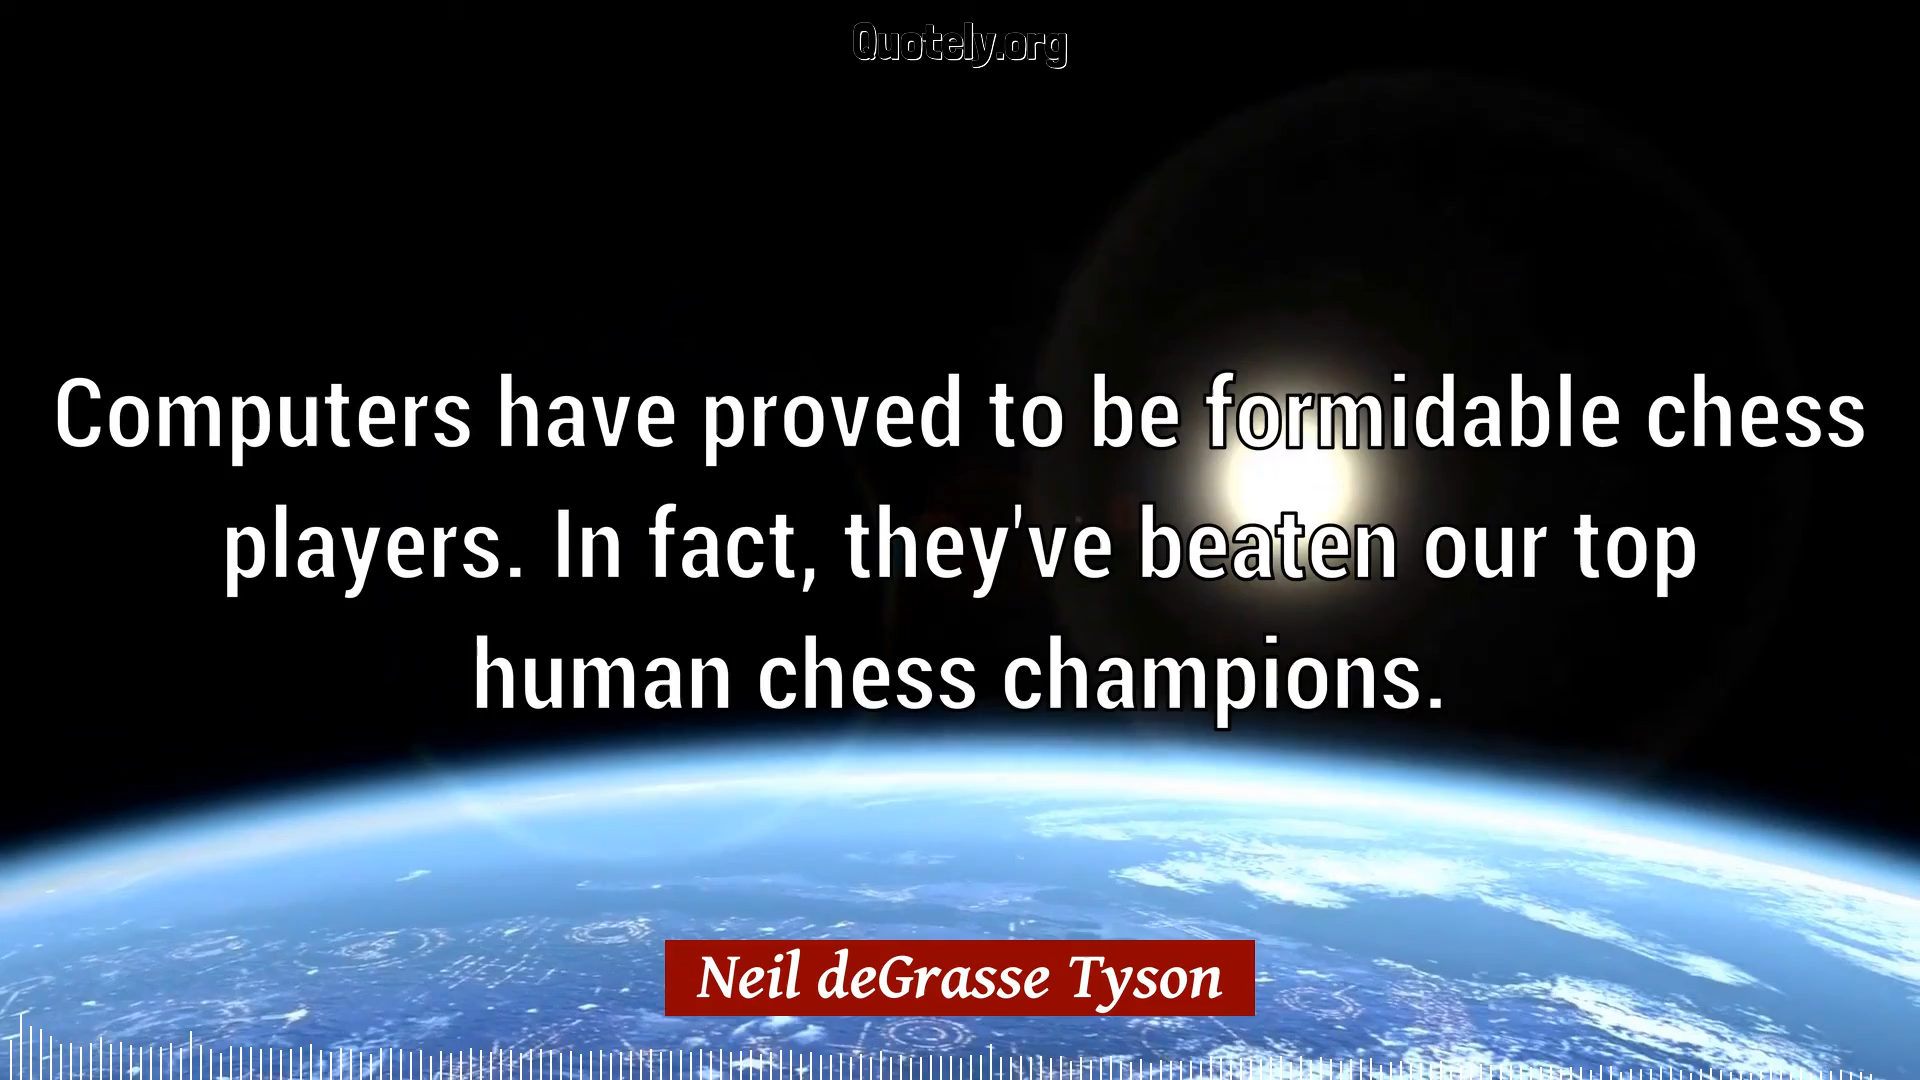 Quotely.org
Computers have proved to be formidable chess
players. In fact, they've beaten our top
human chess champions.
Neil deGrasse Tyson